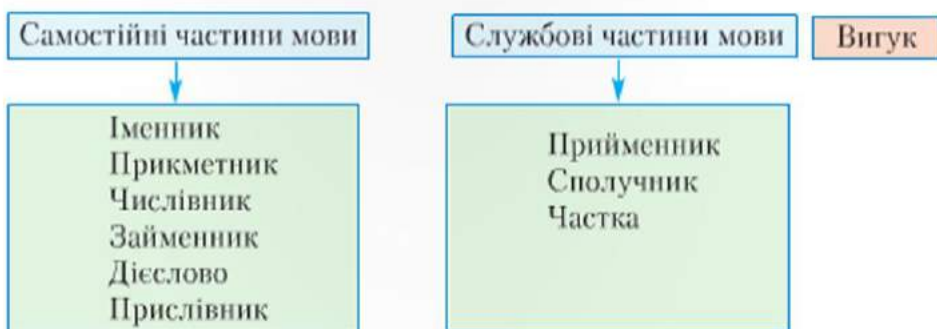 Самостійні частини мови
Службові частини мови
Вигук
Іменник
Прикметник
Числівник
Займенник
Дієслово
Прислівник
Прийменник
Сполучник
Частка